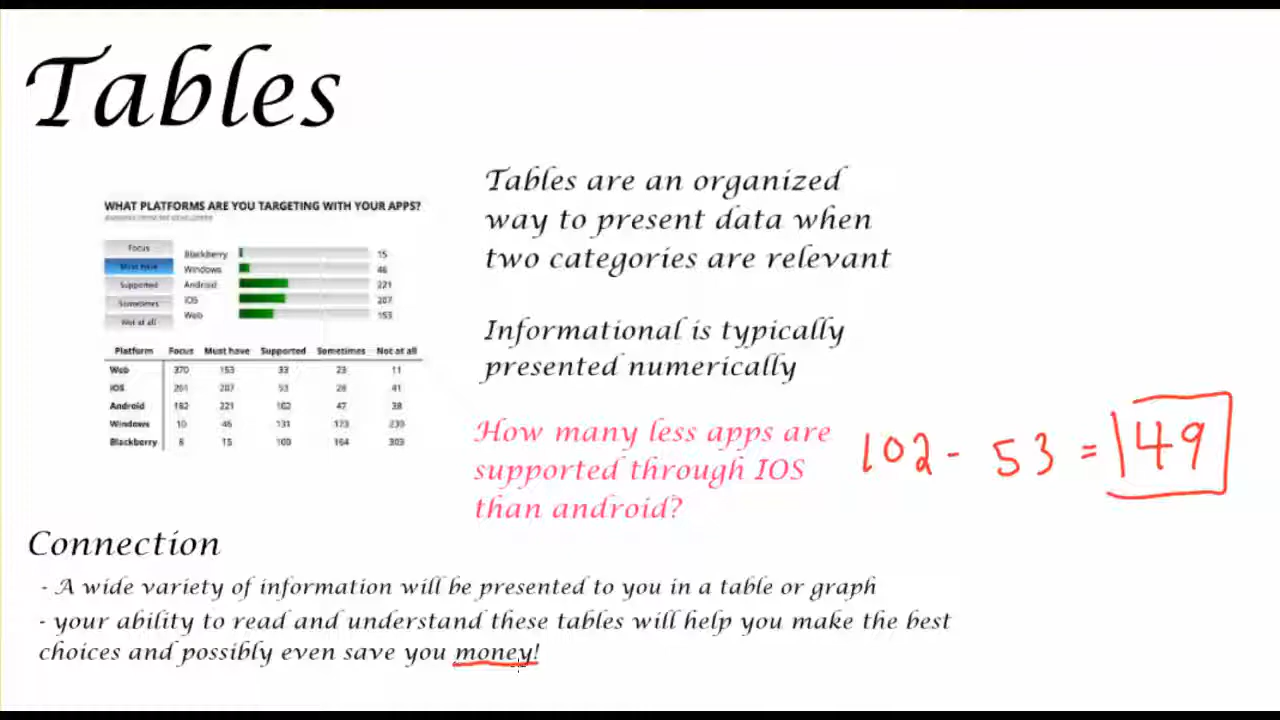 Tables
WHAT PLATFORMS ARE YOU TARGETING WITH YOUR APPS?
Focus
Must have
Supported
Sometimes
Not at all
Blackberry 15
Windows 46
Android 221
iOS 207
Web 153
Platform Focus Must have Supported Sometimes Not at all
Web 370 153 33 23 11
iOS 261 207 53 28 41
Android 182 221 102 47 38
Windows 10 46 131 173 230
Blackberry 8 15 100 164 303
Tables are an organized
way to present data when
two categories are relevant
Informational is typically
presented numerically
How many less apps are
supported through IOS
than android?
102 - 53 = 49
Connection
- A wide variety of information will be presented to you in a table or graph
- your ability to read and understand these tables will help you make the best
choices and possibly even save you money!